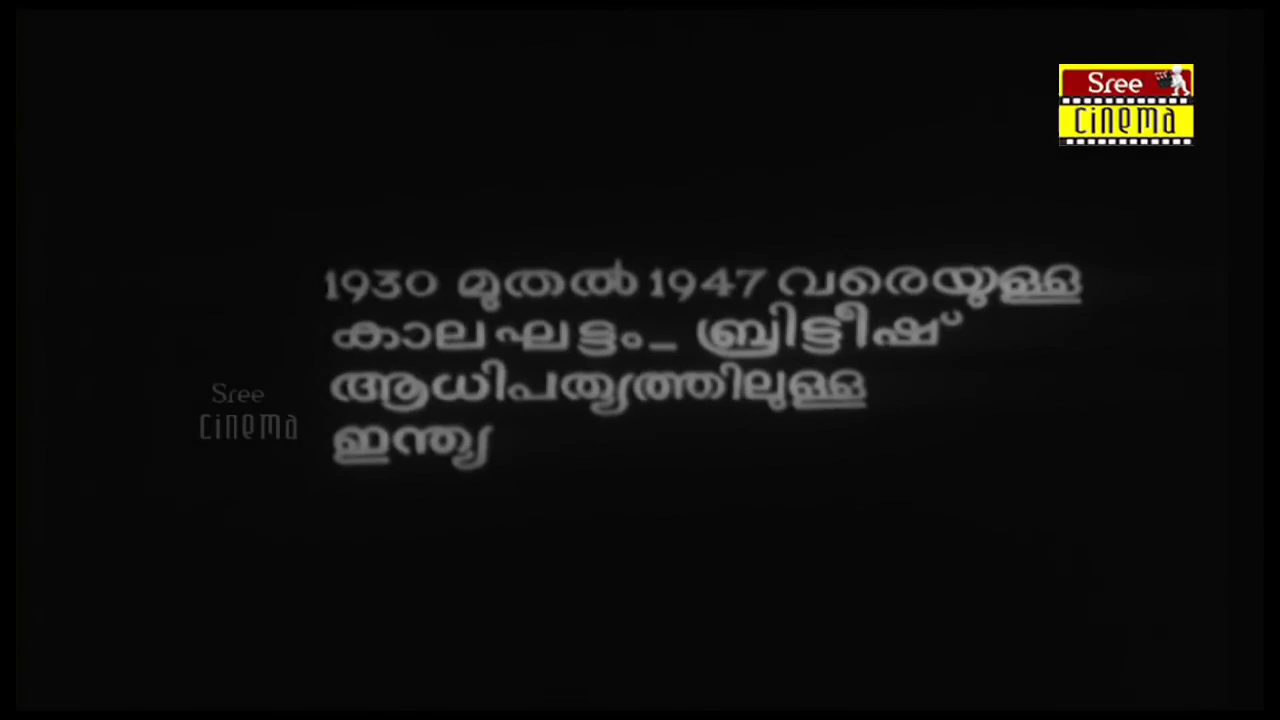 Sree
cinema
1930 മുതൽ 1947 വരെയുള്ള
കാലഘട്ടം_ ബ്രിട്ടീഷ്
ആധിപത്യത്തിലുള്ള
ഇന്ത്യ
Sree
cinema